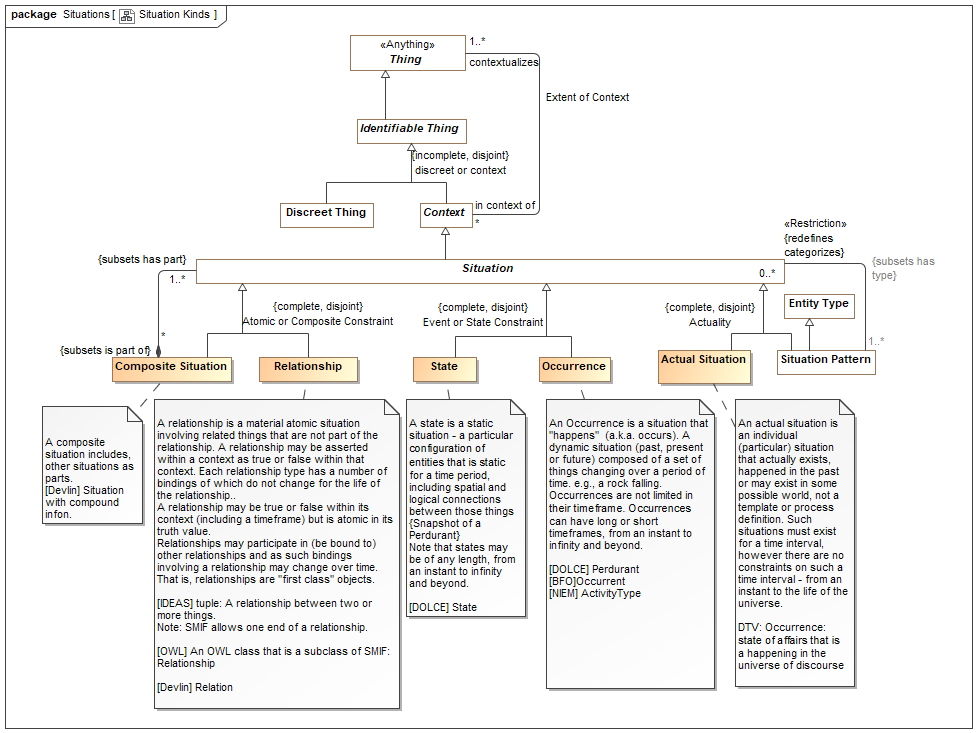 package Situations [ Situation Kinds ]
«Anything»
Thing
1..*
contextualizes
Extent of Context
Identifiable Thing
{incomplete, disjoint}
discreet or context
Discreet Thing
Context
in context of
*
«Restriction»
{redefines
categorizes}
{subsets has
type}
{subsets has part}
1..*
Situation
0..*
{complete, disjoint}
Atomic or Composite Constraint
{complete, disjoint}
Event or State Constraint
{complete, disjoint}
Actuality
Entity Type
*
{subsets is part of}
1..*
Composite Situation
Relationship
State
Occurrence
Actual Situation
Situation Pattern
A composite
situation includes,
other situations as
parts.
[Devlin] Situation
with compound
infon.
A relationship is a material atomic situation
involving related things that are not part of the
relationship. A relationship may be asserted
within a context as true or false within that
context. Each relationship type has a number of
bindings of which do not change for the life of
the relationship..
A relationship may be true or false within its
context (including a timeframe) but is atomic in its
truth value.
Relationships may participate in (be bound to)
other relationships and as such bindings
involving a relationship may change over time.
That is, relationships are "first class" objects.
[IDEAS] tuple: A relationship between two or
more things.
Note: SMIF allows one end of a relationship.
[OWL] An OWL class that is a subclass of SMIF:
Relationship
[Devlin] Relation
A state is a static
situation - a particular
configuration of
entities that is static
for a time period,
including spatial and
logical connections
between those things
{Snapshot of a
Perdurant}
Note that states may
be of any length, from
an instant to infinity
and beyond.
[DOLCE] State
An Occurrence is a situation that
"happens" (a.k.a. occurs). A
dynamic situation (past, present
or future) composed of a set of
things changing over a period of
time. e.g., a rock falling.
Occurrences are not limited in
their timeframe. Occurrences
can have long or short
timeframes, from an instant to
infinity and beyond.
[DOLCE] Perdurant
[BFO]Occurrent
[NIEM] ActivityType
An actual situation is
an individual
(particular) situation
that actually exists,
happened in the past
or may exist in some
possible world, not a
template or process
definition. Such
situations must exist
for a time interval,
however there are no
constraints on such a
time interval - from an
instant to the life of the
universe.
DTV: Occurrence:
state of affairs that is
a happening in the
universe of discourse